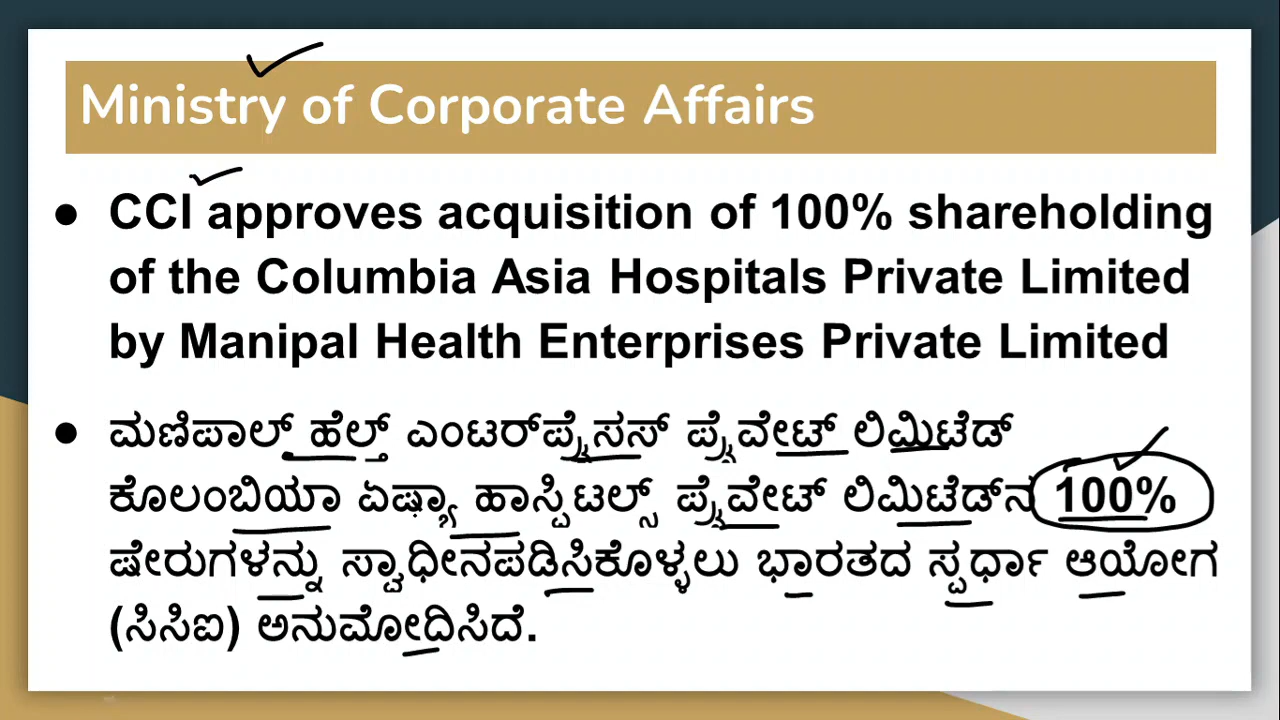 Ministry of Corporate Affairs
● CCI approves acquisition of 100% shareholding
of the Columbia Asia Hospitals Private Limited
by Manipal Health Enterprises Private Limited
● ಮಣಿಪಾಲ್ ಹೆಲ್ತ್ ಎಂಟರ್‌ಪ್ರೈಸಸ್ ಪ್ರೈವೇಟ್ ಲಿಮಿಟೆಡ್
ಕೊಲಂಬಿಯಾ ಏಷ್ಯಾ ಹಾಸ್ಪಿಟಲ್ಸ್ ಪ್ರೈವೇಟ್ ಲಿಮಿಟೆಡ್‌ನ 100%
ಷೇರುಗಳನ್ನು ಸ್ವಾಧೀನಪಡಿಸಿಕೊಳ್ಳಲು ಭಾರತದ ಸ್ಪರ್ಧಾ ಆಯೋಗ
(ಸಿಸಿಐ) ಅನುಮೋದಿಸಿದೆ.